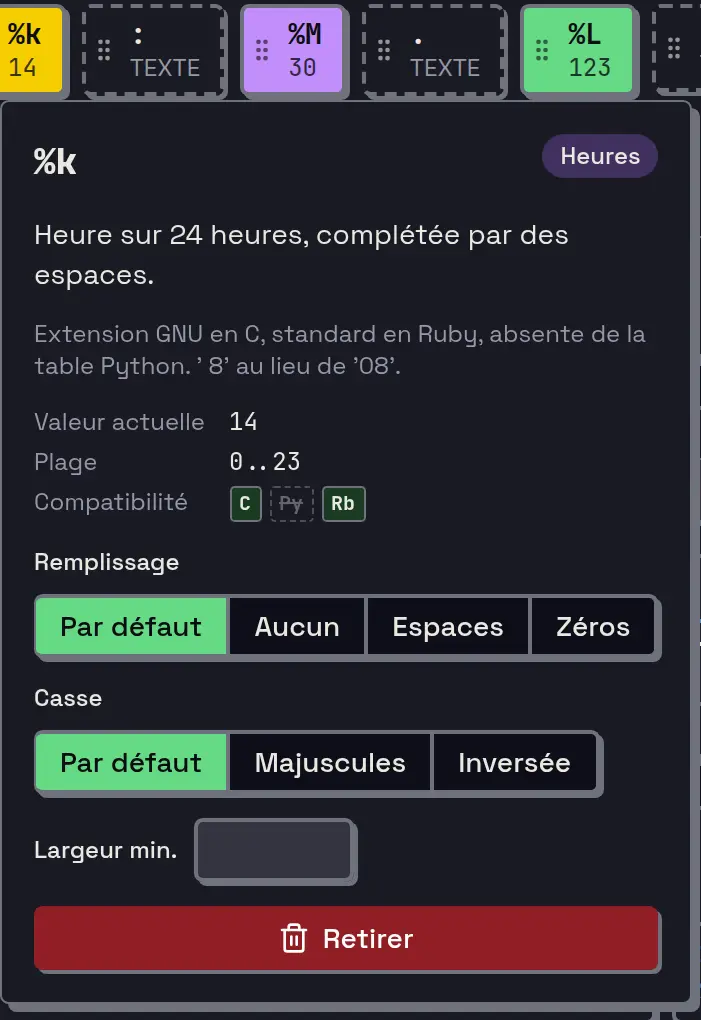 %k
14
:
TEXTE
%M
30
.
TEXTE
%L
123
%k
Heures
Heure sur 24 heures, complétée par des
espaces.
Extension GNU en C, standard en Ruby, absente de la
table Python. ’ 8’ au lieu de ’08’.
Valeur actuelle 14
Plage 0..23
Compatibilité C Py Rb
Remplissage
Par défaut Aucun Espaces Zéros
Casse
Par défaut Majuscules Inversée
Largeur min.
Retirer